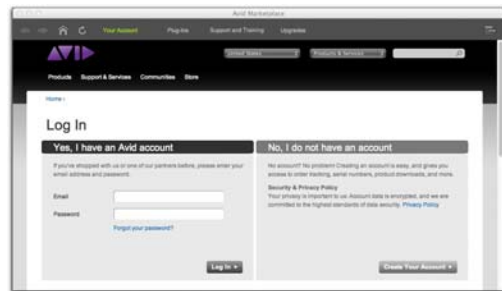 Avid Marketplace
Your Account Plug-Ins Support and Training Upgrades
AVID
United States Products & Services
Products Support & Services Communities Store
Home ›
Log In
Yes, I have an Avid account
If you've shopped with us or one of our partners before, please enter your
email address and password.
Email
Password
Forgot your password?
Log In ▸
No, I do not have an account
No account? No problem! Creating an account is easy, and gives you
access to order tracking, serial numbers, product downloads, and more.
Security & Privacy Policy
Your privacy is important to us. Account data is encrypted, and we are
committed to the highest standards of data security. Privacy Policy
Create Your Account ▸